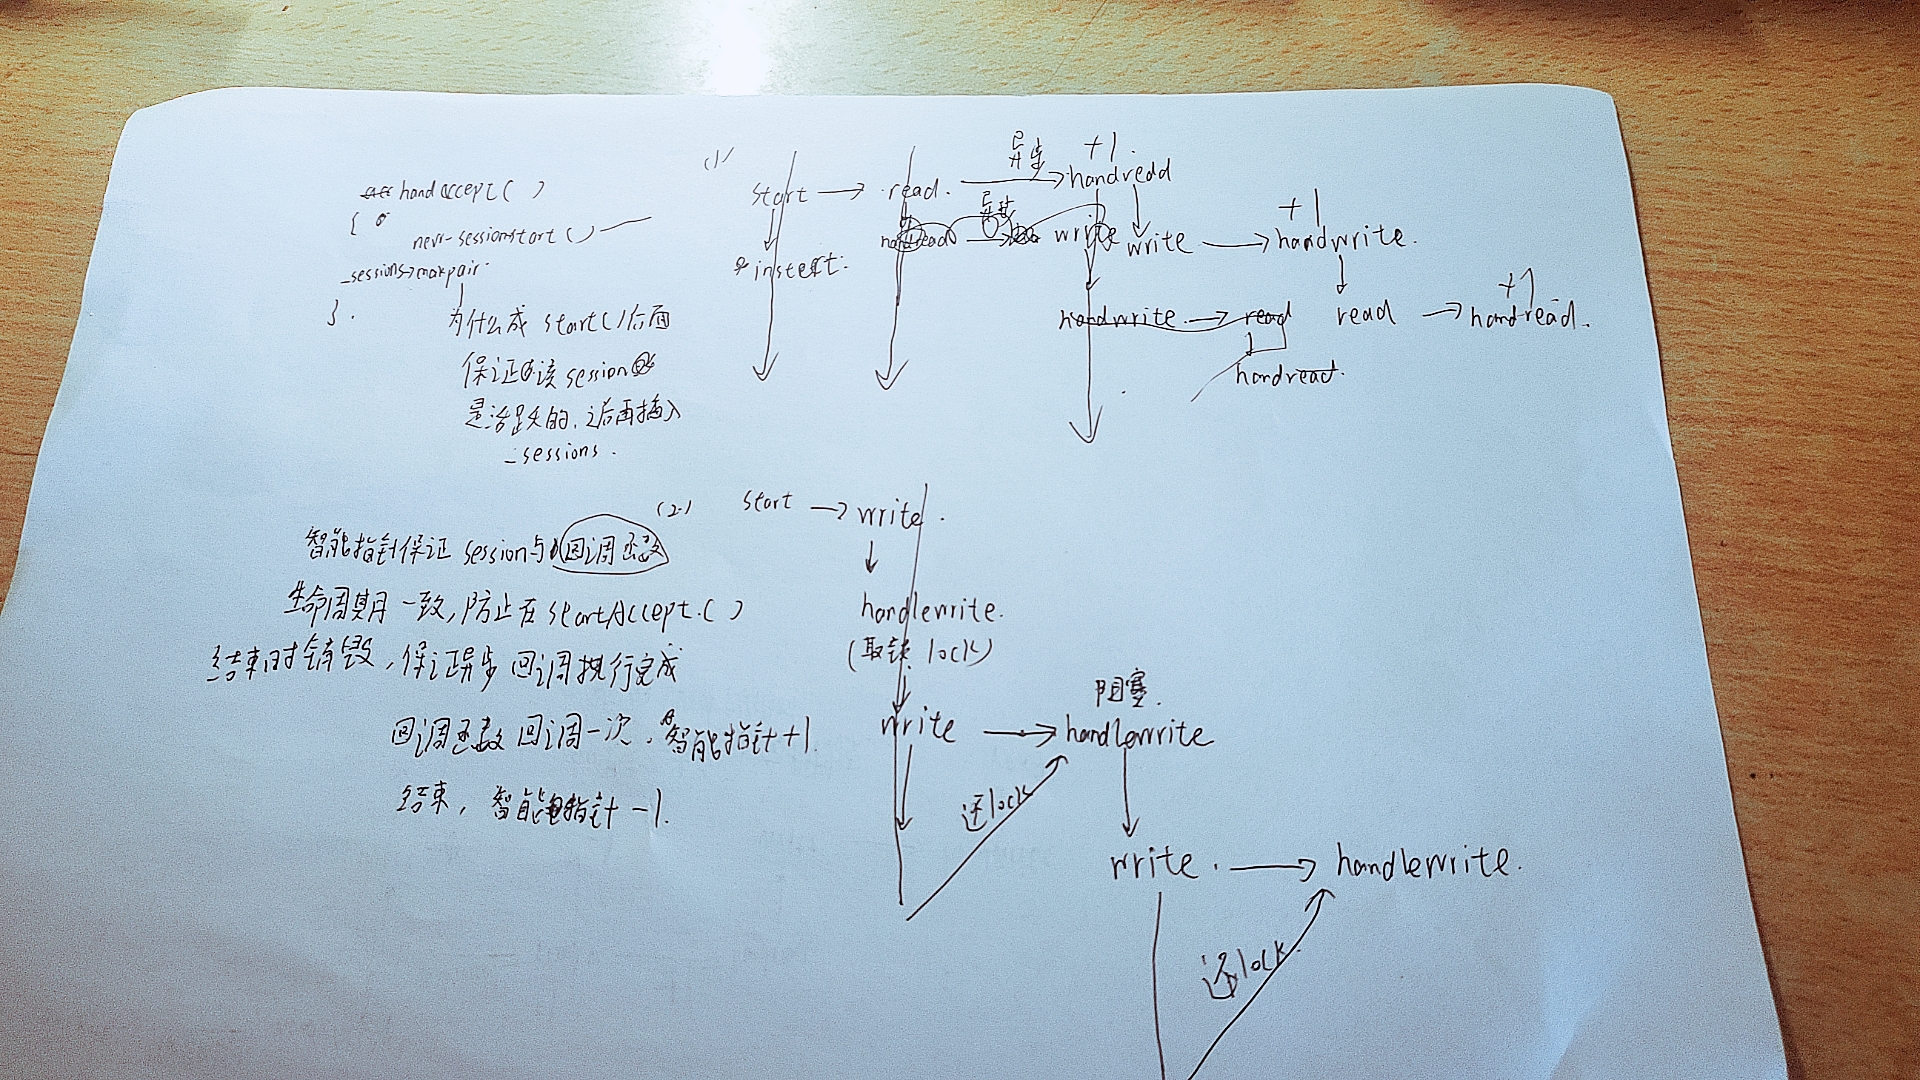 handaccept( )
{
new-sessionstart( )
_sessions→makpair
}.
为什么成 start( )后面
保证该 session
是活跃的, 之后再插入
_sessions.
(1)
start → read. 异步 → +1. handread
handread → 异步 write write → +1 handwrite.
instert.
handwrite. → read read → +1 handread.
handread.
(2.) start → write.
智能指针保证 session与回调函数
生命周期一致, 防止在 startAccept.( )
结束时销毁, 保证异步回调执行完成
回调函数 回调一次, 智能指针+1.
结束, 智能指针-1.
handlewrite.
(取锁 lock)
阻塞.
write → handlewrite
还lock
write. → handlewrite.
还lock.